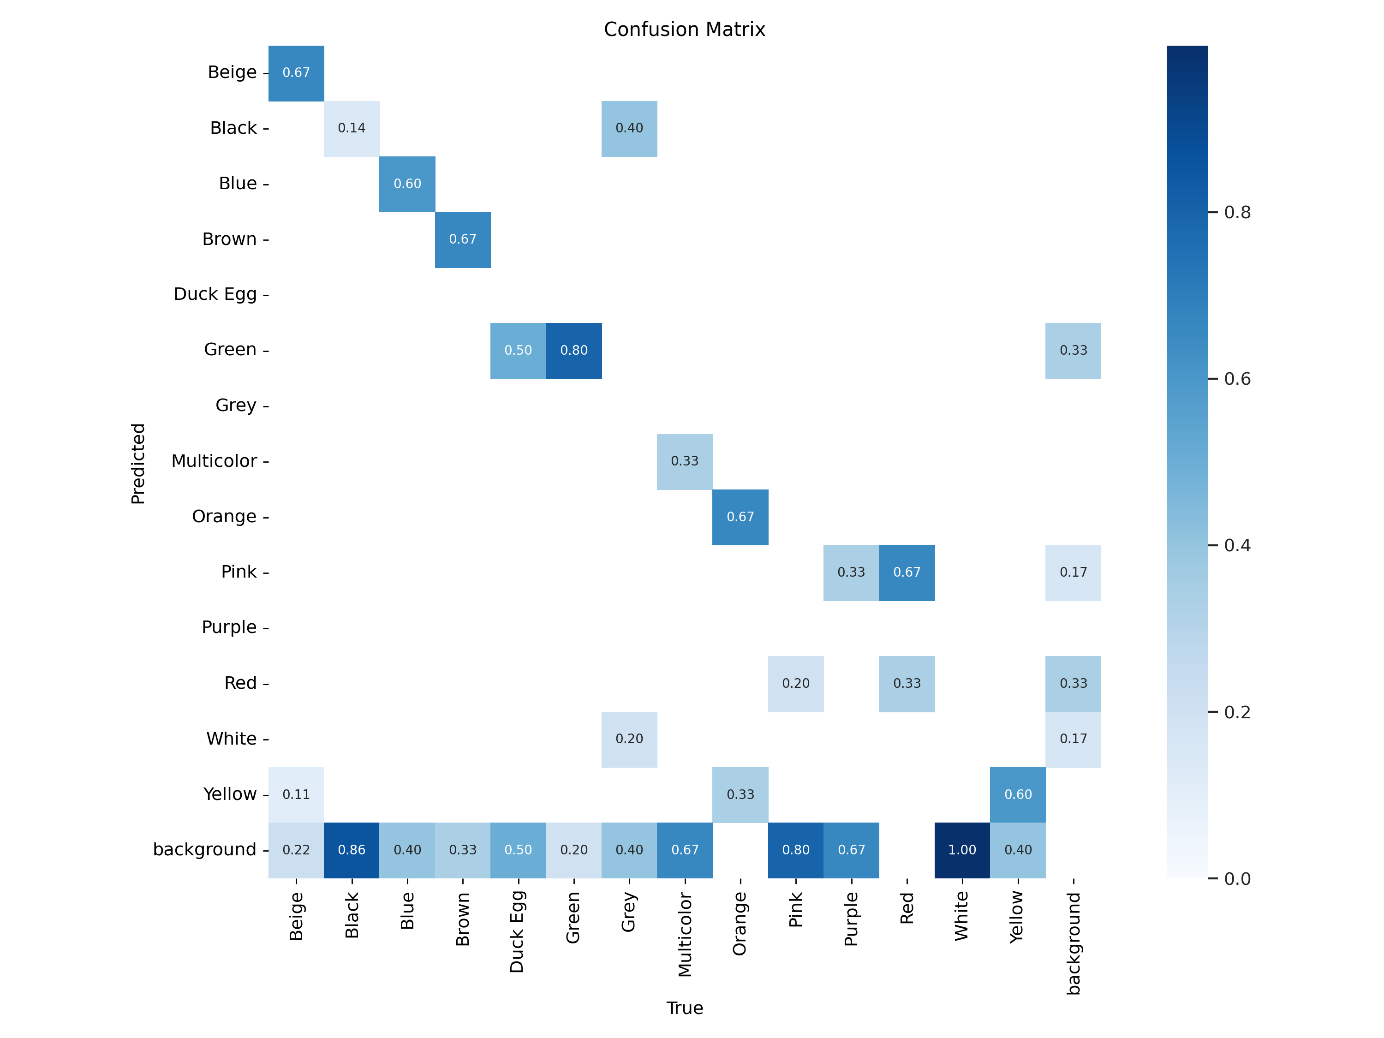 Confusion Matrix
Beige 0.67
Black 0.14 0.40
Blue 0.60
Brown 0.67
Duck Egg
Green 0.50 0.80 0.33
Grey
Multicolor 0.33
Orange 0.67
Pink 0.33 0.67 0.17
Purple
Red 0.20 0.33 0.33
White 0.20 0.17
Yellow 0.11 0.33 0.60
background 0.22 0.86 0.40 0.33 0.50 0.20 0.40 0.67 0.80 0.67 1.00 0.40
Predicted
Beige Black Blue Brown Duck Egg Green Grey Multicolor Orange Pink Purple Red White Yellow background
True
0.8
0.6
0.4
0.2
0.0